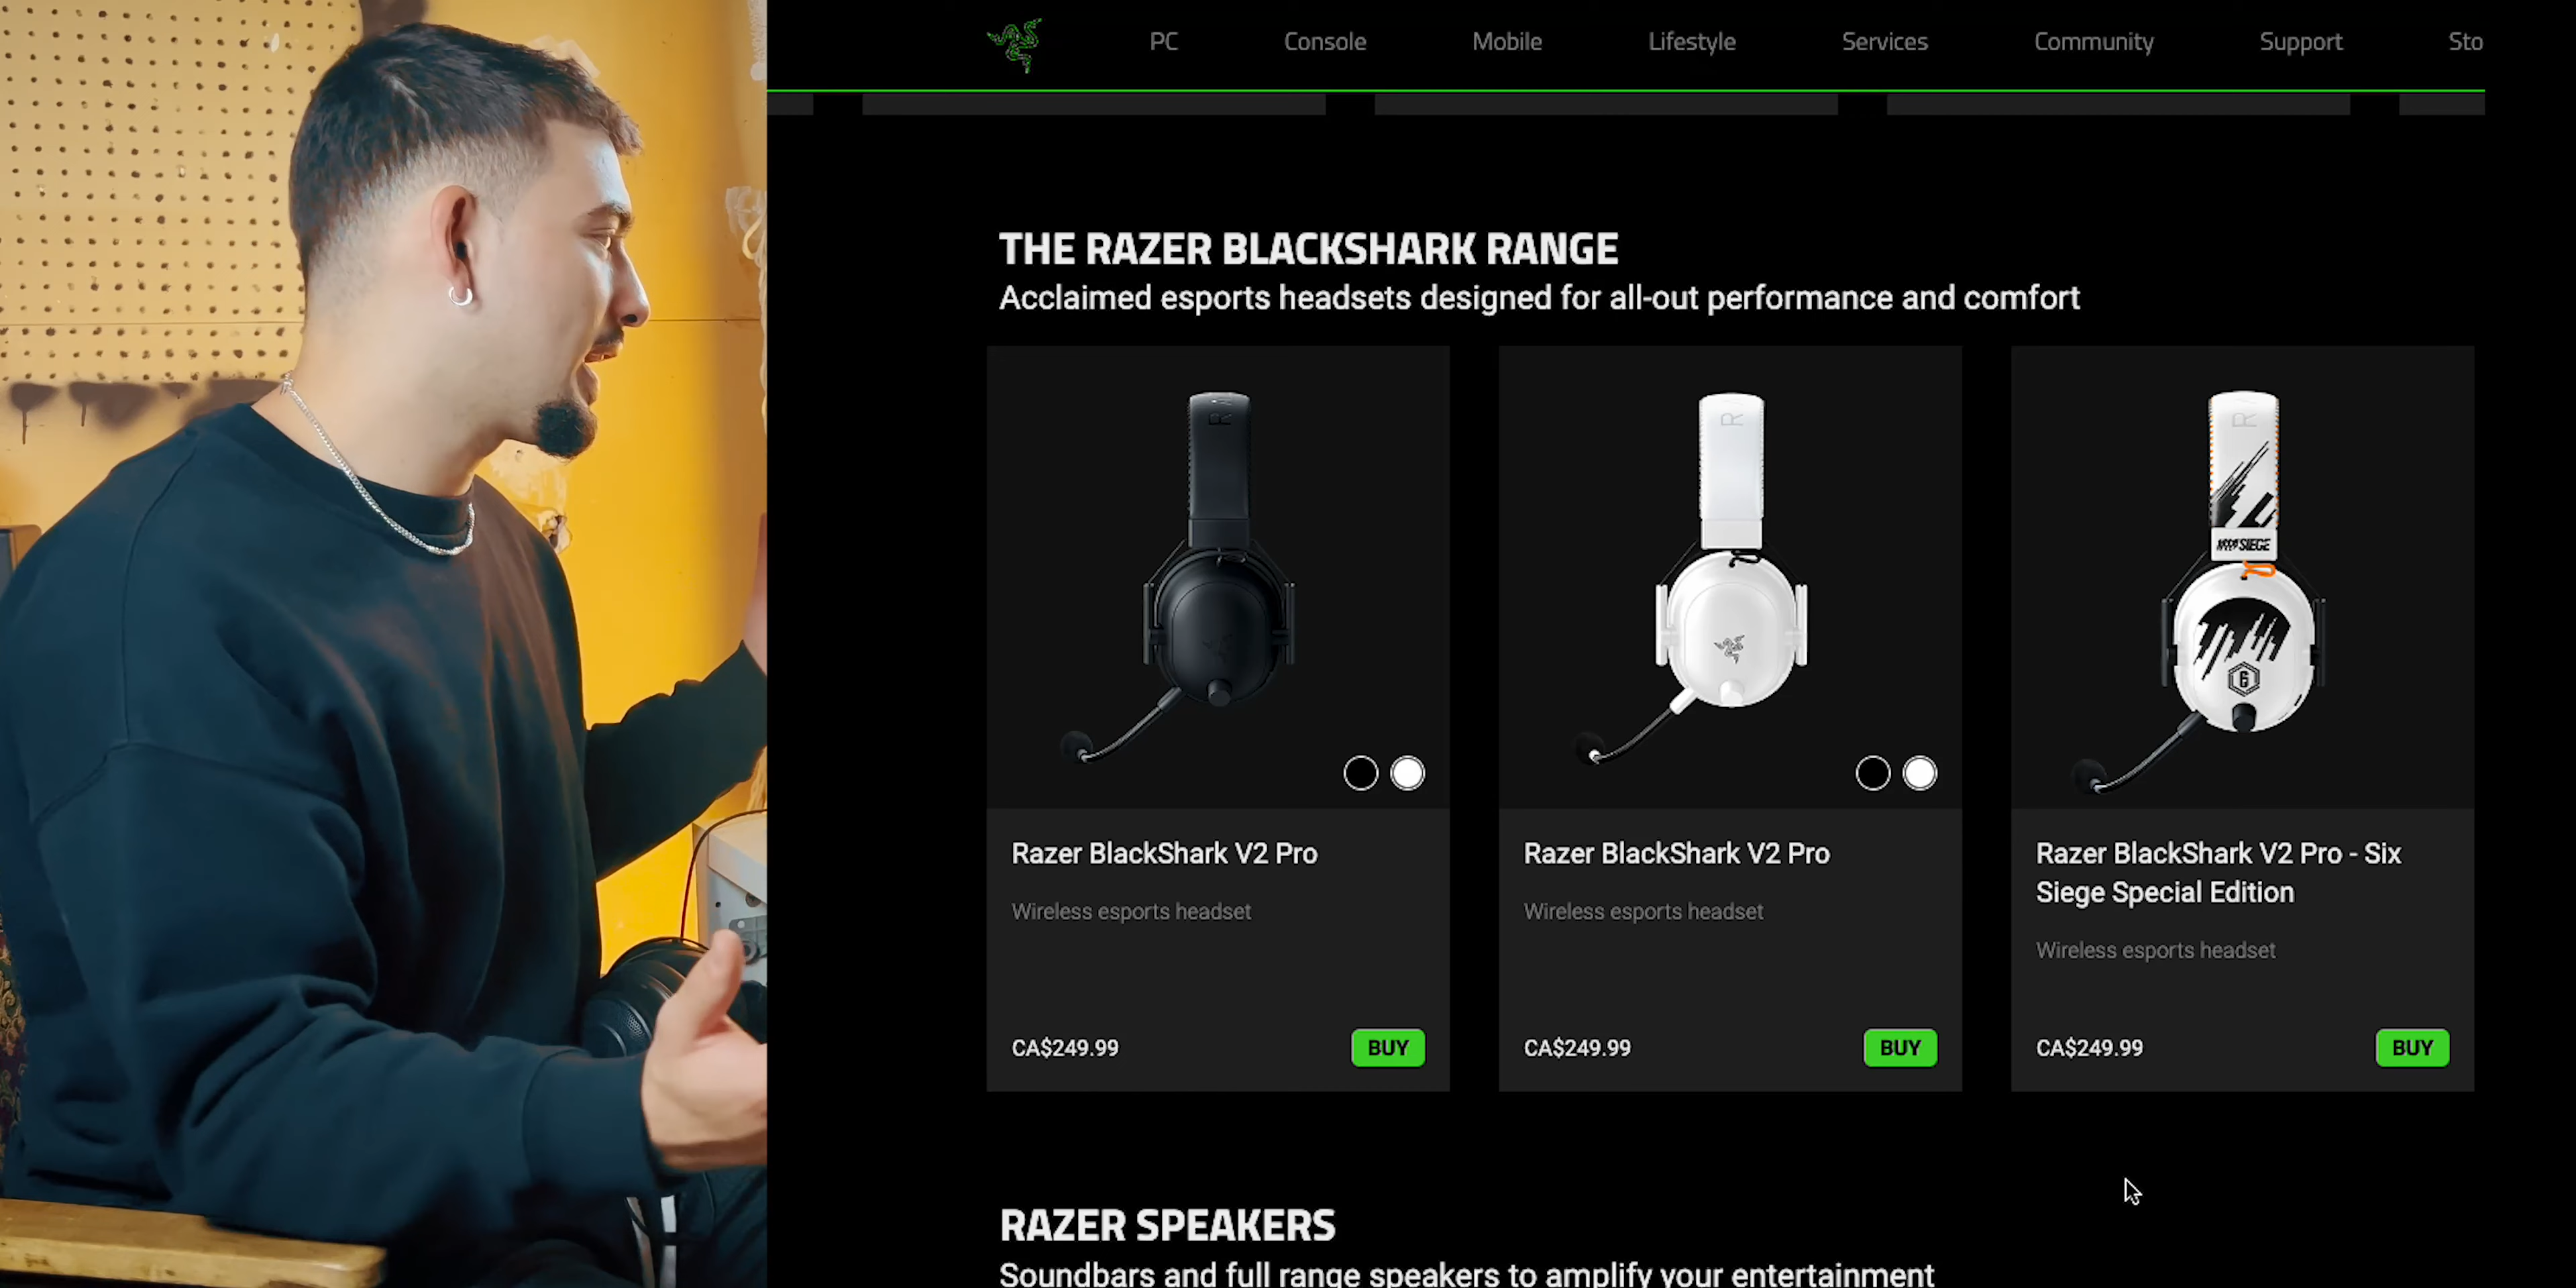 PC Console Mobile Lifestyle Services Community Support Sto
THE RAZER BLACKSHARK RANGE
Acclaimed esports headsets designed for all-out performance and comfort
SIEGE
6
Razer BlackShark V2 Pro
Wireless esports headset
CA$249.99 BUY
Razer BlackShark V2 Pro
Wireless esports headset
CA$249.99 BUY
Razer BlackShark V2 Pro - Six
Siege Special Edition
Wireless esports headset
CA$249.99 BUY
RAZER SPEAKERS
Soundbars and full range speakers to amplify your entertainment